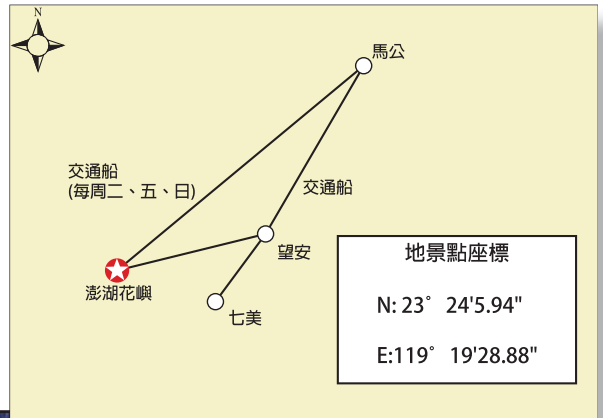 N
馬公
交通船
(每周二、五、日)
交通船
望安
澎湖花嶼
七美
地景點座標
N: 23° 24'5.94"
E:119° 19'28.88"